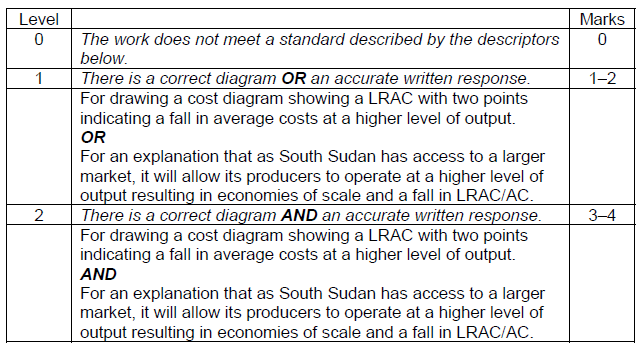 Level Marks
0 The work does not meet a standard described by the descriptors 0
below.
1 There is a correct diagram OR an accurate written response. 1–2
For drawing a cost diagram showing a LRAC with two points
indicating a fall in average costs at a higher level of output.
OR
For an explanation that as South Sudan has access to a larger
market, it will allow its producers to operate at a higher level of
output resulting in economies of scale and a fall in LRAC/AC.
2 There is a correct diagram AND an accurate written response. 3–4
For drawing a cost diagram showing a LRAC with two points
indicating a fall in average costs at a higher level of output.
AND
For an explanation that as South Sudan has access to a larger
market, it will allow its producers to operate at a higher level of
output resulting in economies of scale and a fall in LRAC/AC.